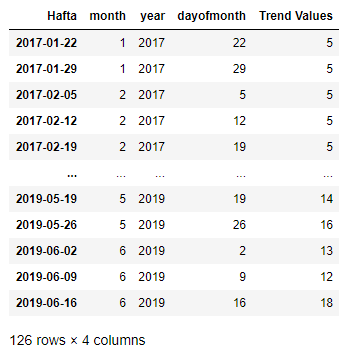 Hafta month year dayofmonth Trend Values
2017-01-22 1 2017 22 5
2017-01-29 1 2017 29 5
2017-02-05 2 2017 5 5
2017-02-12 2 2017 12 5
2017-02-19 2 2017 19 5
... ... ... ... ...
2019-05-19 5 2019 19 14
2019-05-26 5 2019 26 16
2019-06-02 6 2019 2 13
2019-06-09 6 2019 9 12
2019-06-16 6 2019 16 18
126 rows × 4 columns